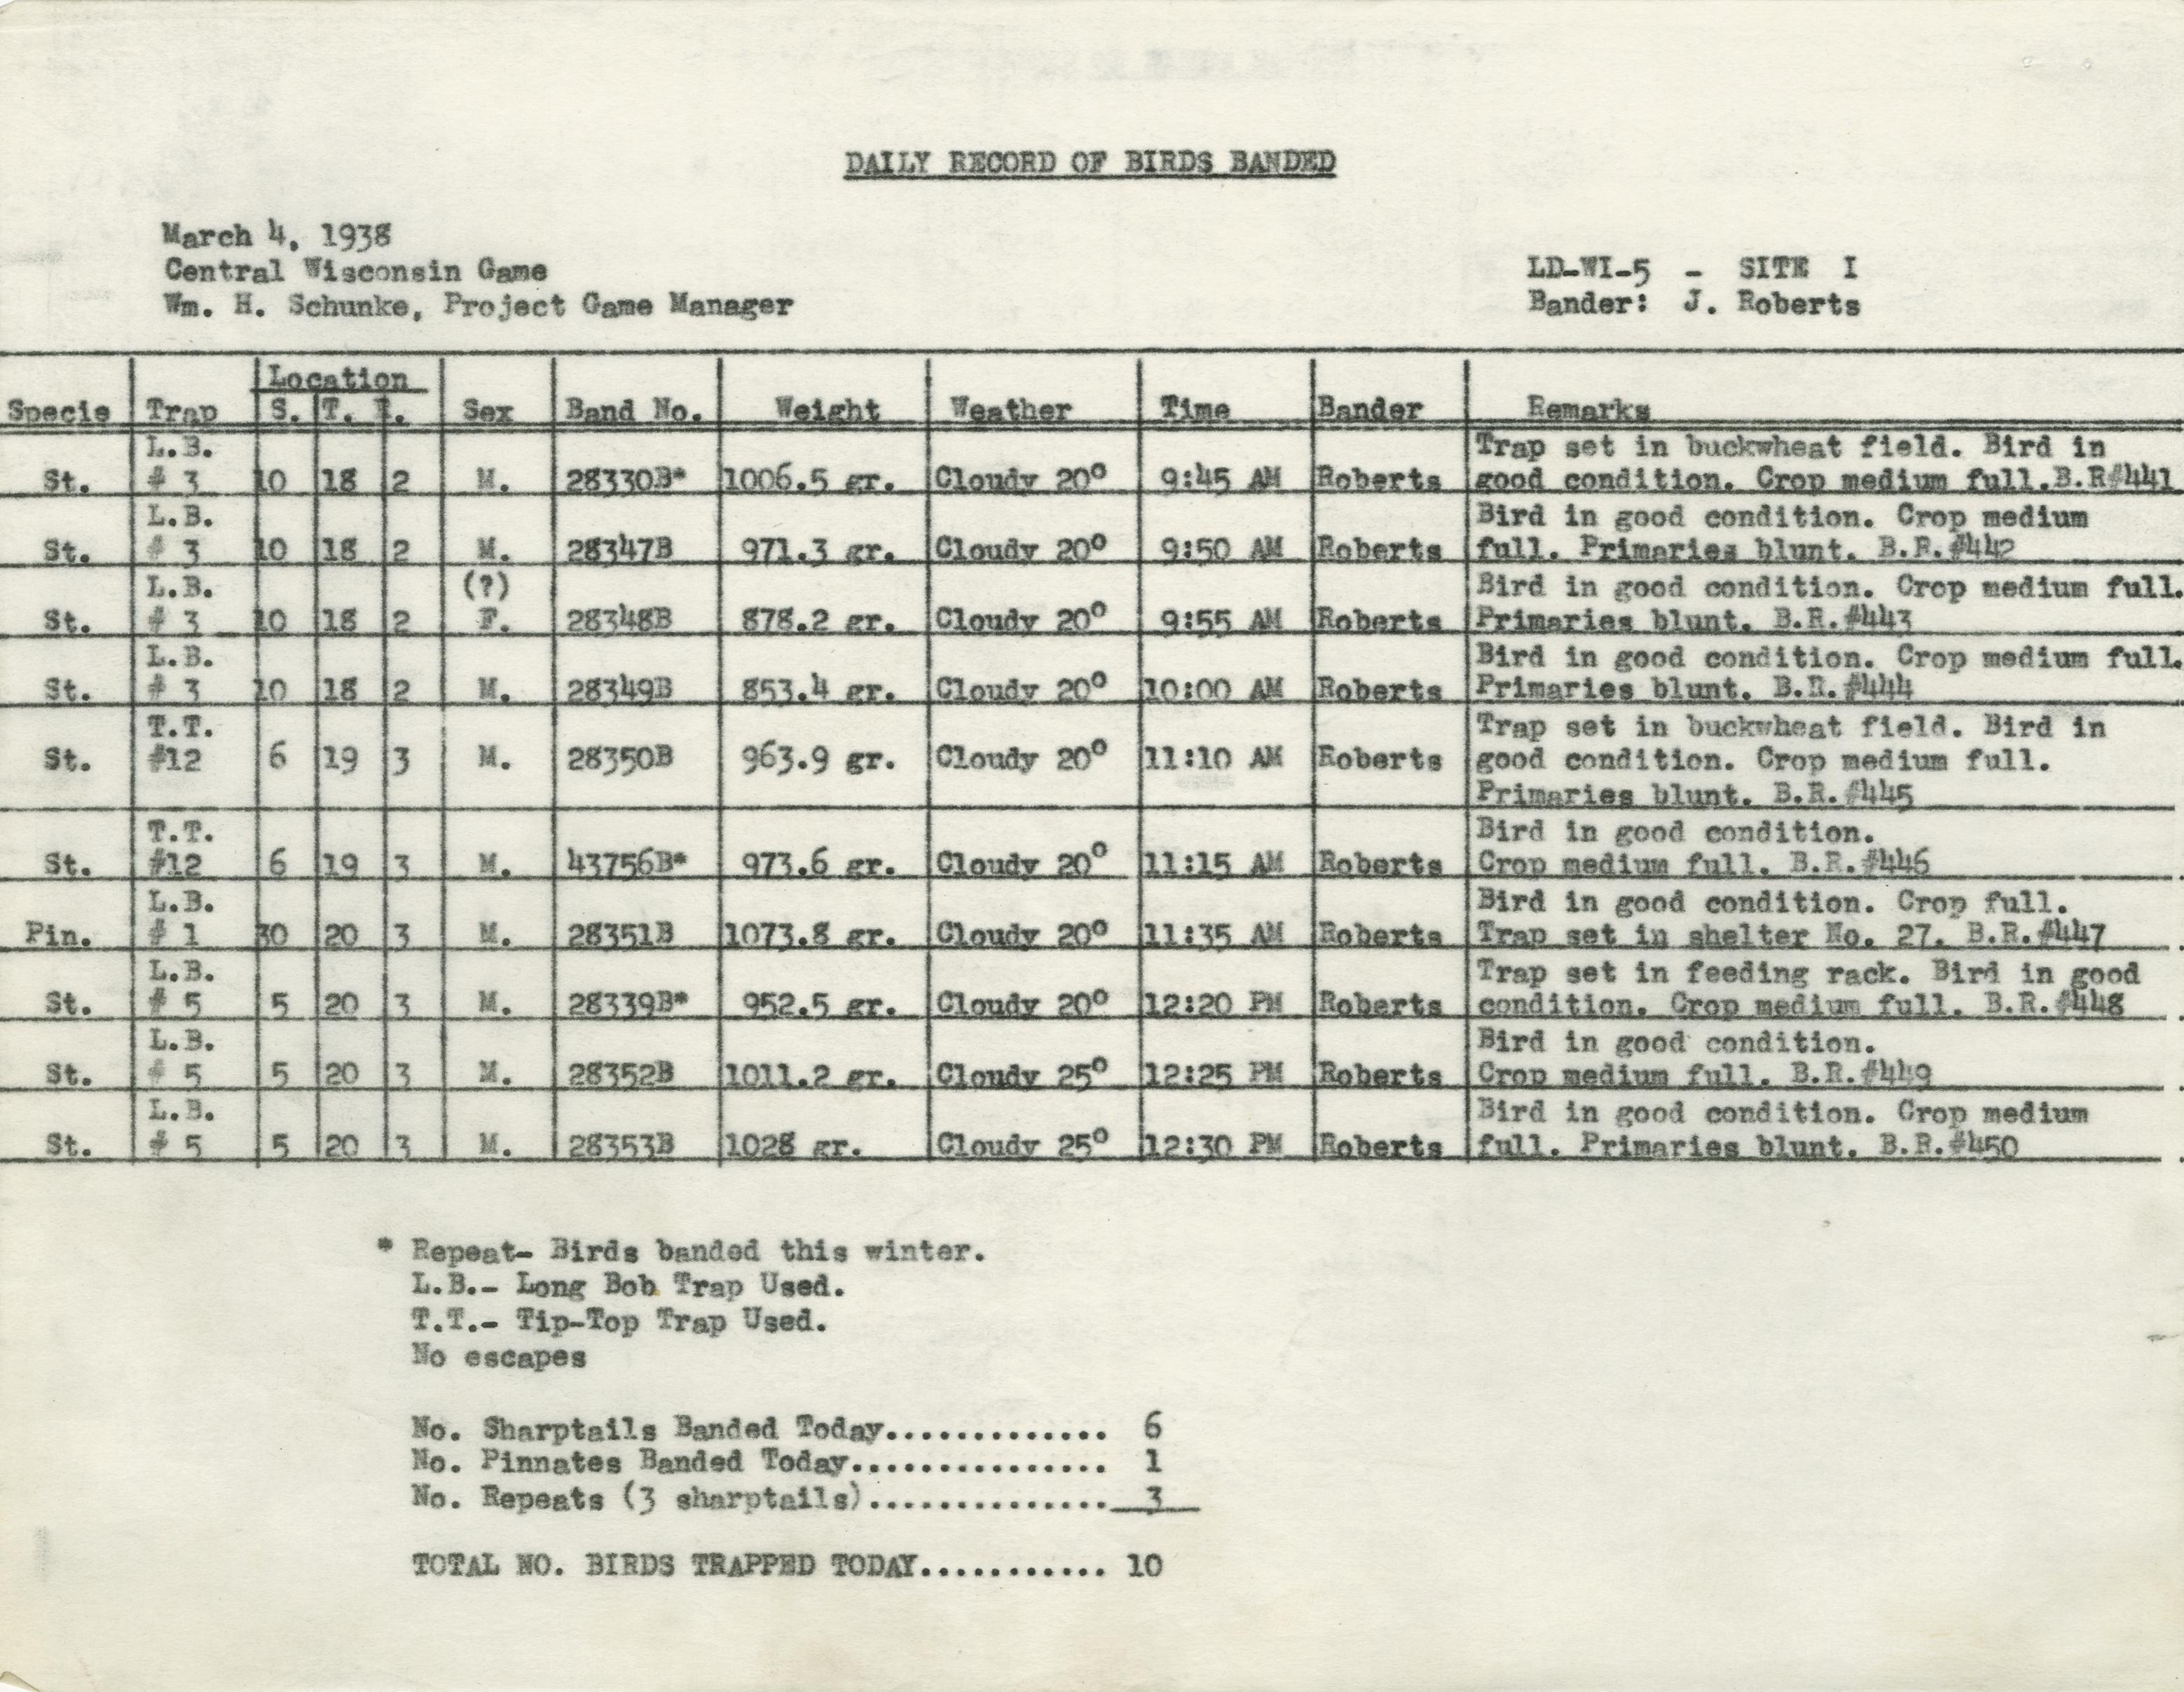 DAILY RECORD OF BIRDS BANDED
March 4, 1938
Central Wisconsin Game
Wm. H. Schunke, Project Game Manager
LD-WI-5 - SITE I
Bander: J. Roberts
Location
Specie Trap S. T. R. Sex Band No. Weight Weather Time Bander Remarks
L.B. Trap set in buckwheat field. Bird in
St. # 3 10 18 2 M. 28330B* 1006.5 gr. Cloudy 20° 9:45 AM Roberts good condition. Crop medium full.B.R#441
L.B. Bird in good condition. Crop medium
St. # 3 10 18 2 M. 28347B 971.3 gr. Cloudy 20° 9:50 AM Roberts full. Primaries blunt. B.R.#442
L.B. (?) Bird in good condition. Crop medium full.
St. # 3 10 18 2 F. 28348B 878.2 gr. Cloudy 20° 9:55 AM Roberts Primaries blunt. B.R.#443
L.B. Bird in good condition. Crop medium full.
St. # 3 10 18 2 M. 28349B 853.4 gr. Cloudy 20° 10:00 AM Roberts Primaries blunt. B.R.#444
T.T. Trap set in buckwheat field. Bird in
St. #12 6 19 3 M. 28350B 963.9 gr. Cloudy 20° 11:10 AM Roberts good condition. Crop medium full.
Primaries blunt. B.R.#445
T.T. Bird in good condition.
St. #12 6 19 3 M. 43756B* 973.6 gr. Cloudy 20° 11:15 AM Roberts Crop medium full. B.R.#446
L.B. Bird in good condition. Crop full.
Pin. # 1 30 20 3 M. 28351B 1073.8 gr. Cloudy 20° 11:35 AM Roberts Trap set in shelter No. 27. B.R.#447
L.B. Trap set in feeding rack. Bird in good
St. # 5 5 20 3 M. 28339B* 952.5 gr. Cloudy 20° 12:20 PM Roberts condition. Crop medium full. B.R.#448
L.B. Bird in good condition.
St. # 5 5 20 3 M. 28352B 1011.2 gr. Cloudy 25° 12:25 PM Roberts Crop medium full. B.R.#449
L.B. Bird in good condition. Crop medium
St. # 5 5 20 3 M. 28353B 1028 gr. Cloudy 25° 12:30 PM Roberts full. Primaries blunt. B.R.#450
* Repeat- Birds banded this winter.
L.B.- Long Bob Trap Used.
T.T.- Tip-Top Trap Used.
No escapes
No. Sharptails Banded Today............. 6
No. Pinnates Banded Today............... 1
No. Repeats (3 sharptails).............. 3
TOTAL NO. BIRDS TRAPPED TODAY........... 10